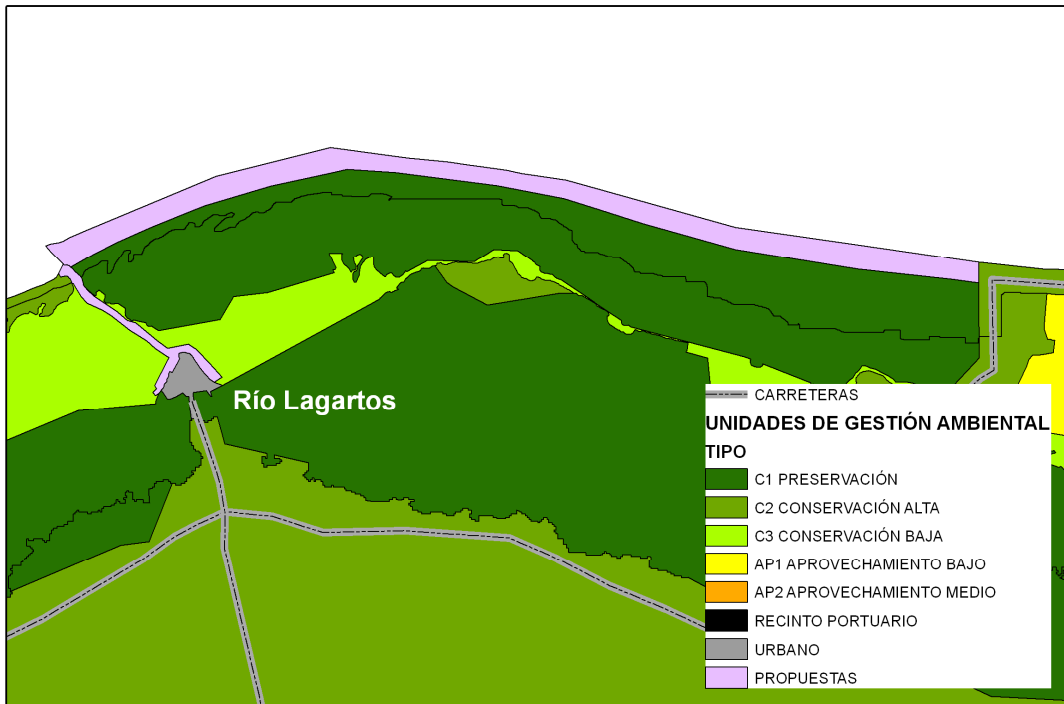 Río Lagartos
CARRETERAS
UNIDADES DE GESTIÓN AMBIENTAL
TIPO
C1 PRESERVACIÓN
C2 CONSERVACIÓN ALTA
C3 CONSERVACIÓN BAJA
AP1 APROVECHAMIENTO BAJO
AP2 APROVECHAMIENTO MEDIO
RECINTO PORTUARIO
URBANO
PROPUESTAS